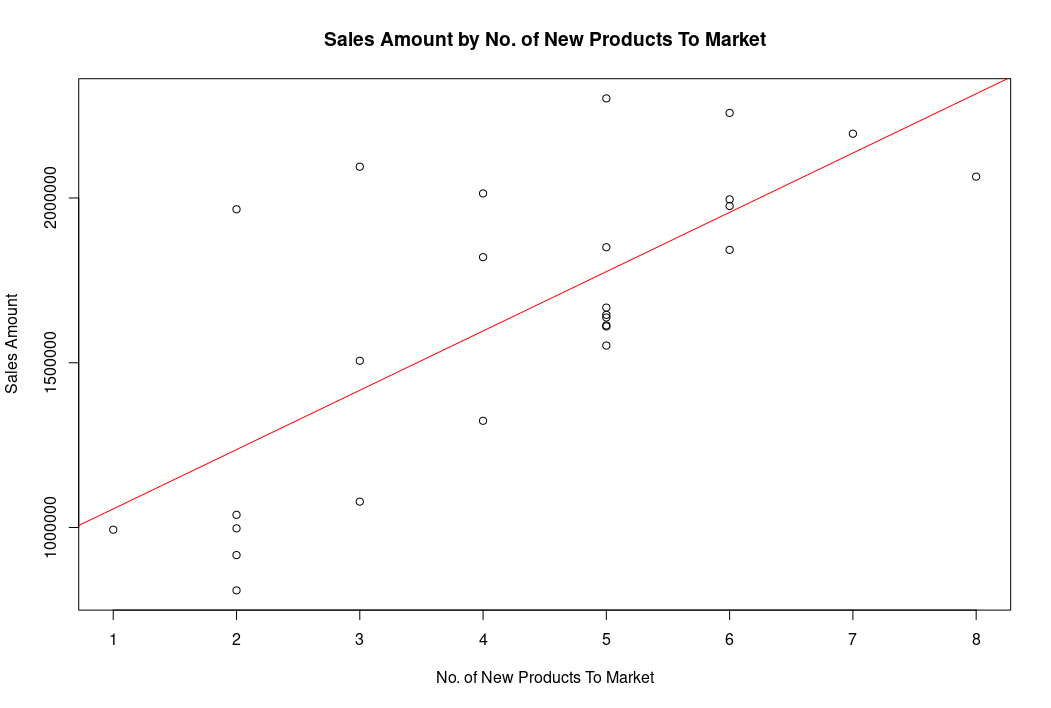 Sales Amount by No. of New Products To Market
Sales Amount
2000000
1500000
1000000
1 2 3 4 5 6 7 8
No. of New Products To Market